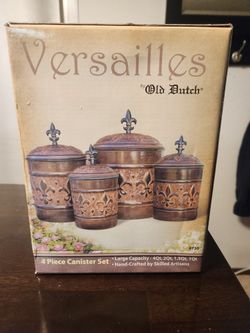 Versailles
by Old Dutch®
4 Piece Canister Set
• Large Capacity - 4Qt, 2Qt, 1.5Qt, 1Qt
• Hand-Crafted by Skilled Artisans